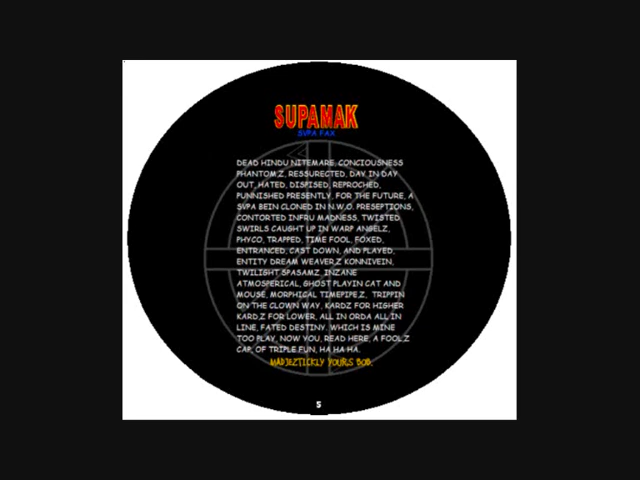 SUPAMAK
SVPA FAX
DEAD HINDU NITEMARE, CONCIOUSNESS
PHANTOM'Z, RESSURECTED, DAY IN DAY
OUT, HATED, DISPISED, REPROCHED,
PUNNISHED PRESENTLY, FOR THE FUTURE, A
SVPA BEIN CLONED IN N.W.O. PRESEPTIONS,
CONTORTED INFRU MADNESS, TWISTED
SWIRLS CAUGHT UP IN WARP ANGELZ,
PHYCO, TRAPPED, TIME FOOL, FOXED,
ENTRANCED, CAST DOWN, AND PLAYED,
ENTITY DREAM WEAVER,Z KONNIVEIN,
TWILIGHT SPASAMZ, INZANE
ATMOSPERICAL, GHOST PLAYIN CAT AND
MOUSE, MORPHICAL TIMEPIPE,Z, TRIPPIN
ON THE CLOWN WAY, KARDZ FOR HIGHER
KARD,Z FOR LOWER, ALL IN ORDA ALL IN
LINE, FATED DESTINY, WHICH IS MINE
TOO PLAY, NOW YOU, READ HERE, A FOOL'Z
CAP, OF TRIPLE FUN, HA HA HA.
MADJEZTICKLY YOURS BOB.
5